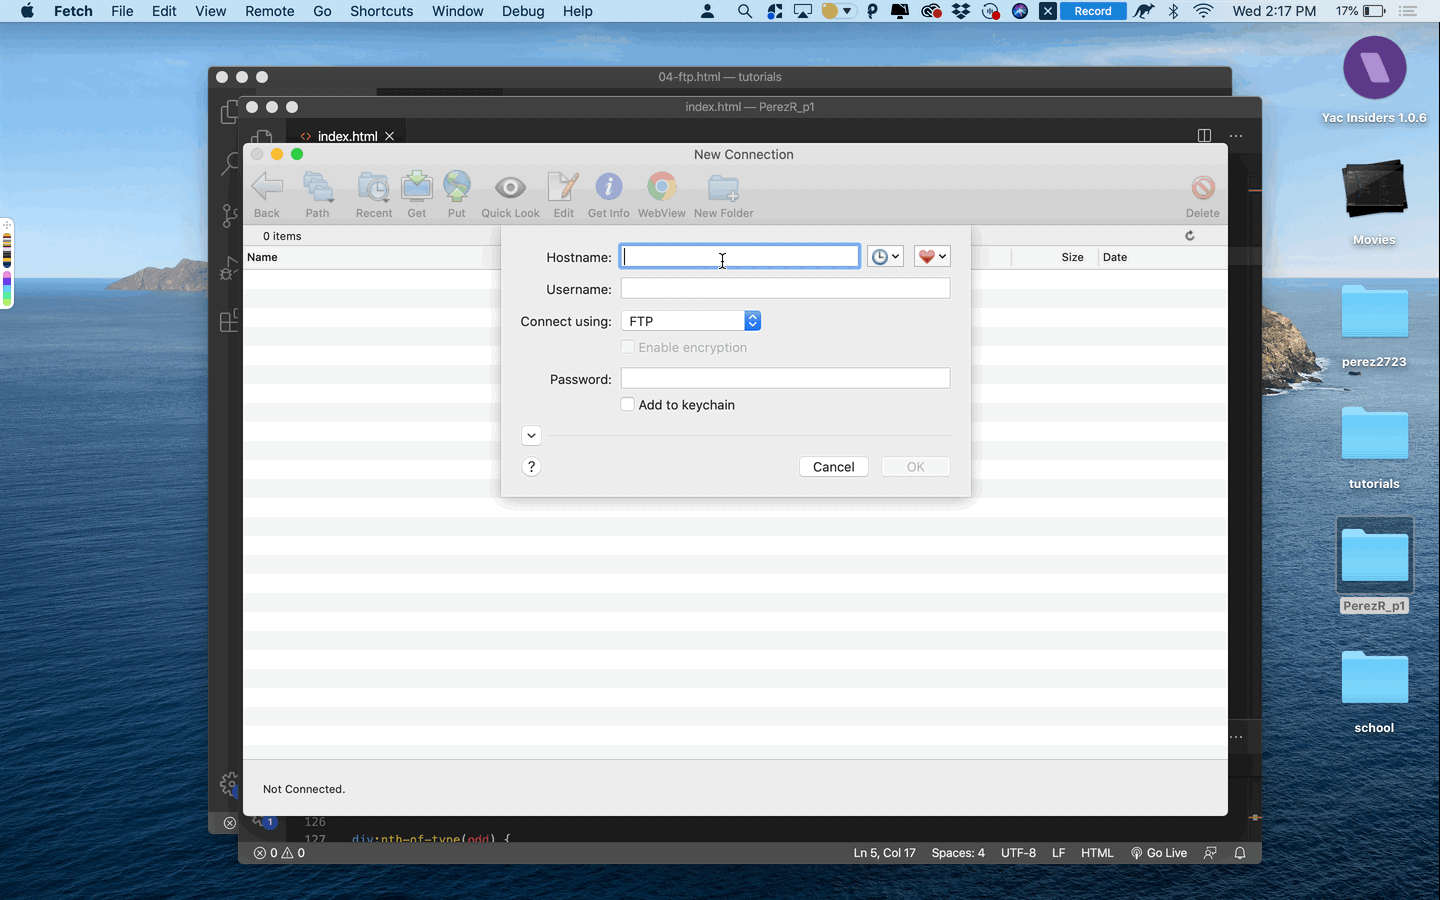 Fetch File Edit View Remote Go Shortcuts Window Debug Help Record Wed 2:17 PM 17%
04-ftp.html — tutorials
index.html — PerezR_p1
<> index.html
New Connection
Back Path Recent Get Put Quick Look Edit Get Info WebView New Folder Delete
0 items
Name Size Date
Hostname:
Username:
Connect using: FTP
Enable encryption
Password:
Add to keychain
?
Cancel OK
Not Connected.
1 126
127 div:nth-of-type(odd) {
0 0 Ln 5, Col 17 Spaces: 4 UTF-8 LF HTML Go Live
Yac Insiders 1.0.6
Movies
perez2723
tutorials
PerezR_p1
school